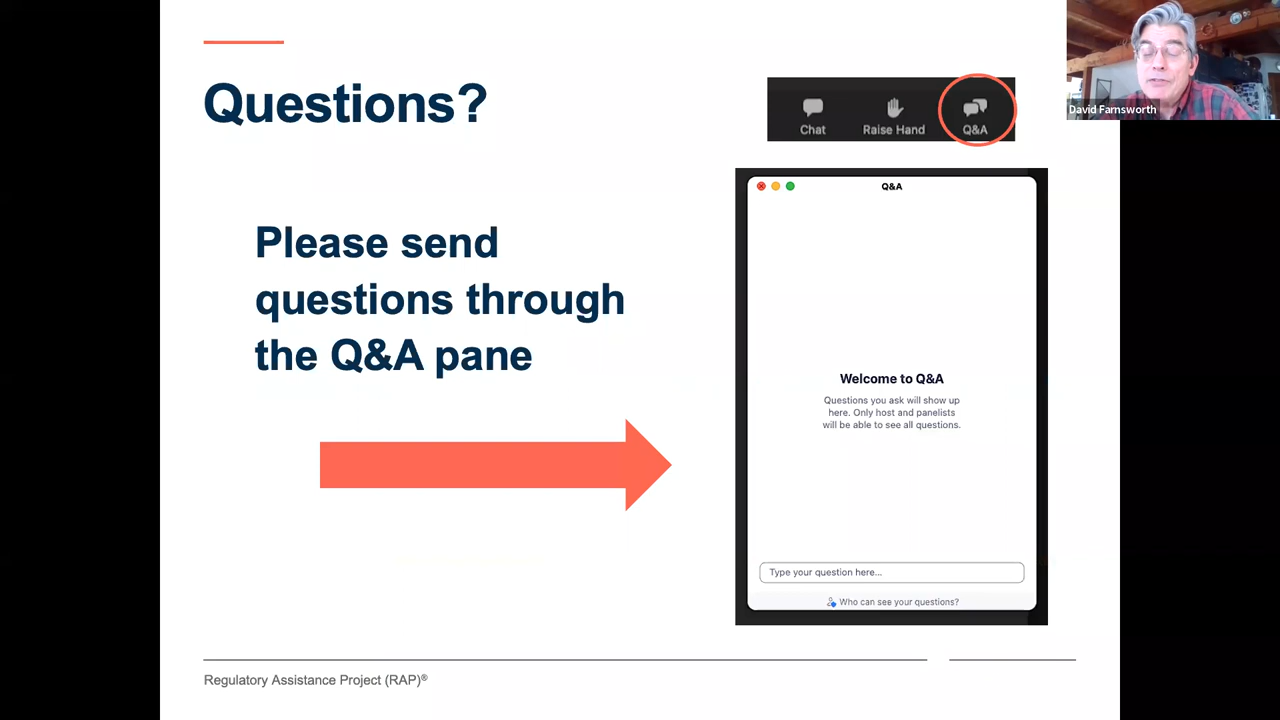 Questions?
Chat
Raise Hand
Q&A
David Farnsworth
Please send
questions through
the Q&A pane
Q&A
Welcome to Q&A
Questions you ask will show up
here. Only host and panelists
will be able to see all questions.
Type your question here...
Who can see your questions?
Regulatory Assistance Project (RAP)®